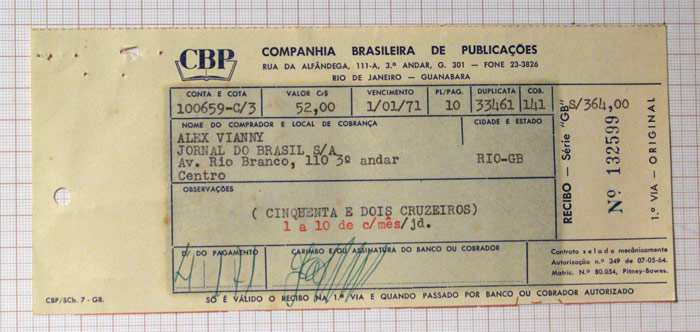 CBP
COMPANHIA BRASILEIRA DE PUBLICAÇÕES
RUA DA ALFÂNDEGA, 111-A, 3.º ANDAR, G. 301 — FONE 23-3826
RIO DE JANEIRO — GUANABARA
CONTA E COTA VALOR Cr$ VENCIMENTO PL/PAG. DUPLICATA COB.
100659-C/3 52,00 1/01/71 10 33461 141 S/364,00
NOME DO COMPRADOR E LOCAL DE COBRANÇA CIDADE E ESTADO
ALEX VIANNY
JORNAL DO BRASIL S/A
Av. Rio Branco, 110 3º andar RIO-GB
Centro
OBSERVAÇÕES
( CINQUENTA E DOIS CRUZEIROS)
1 a 10 de c/mês/jd.
D/ DO PAGAMENTO CARIMBO E/OU ASSINATURA DO BANCO OU COBRADOR
RECIBO — Série "GB"
Nº 132599
1.ª VIA — ORIGINAL
Contrato selado mecânicamente
Autorização n.º 349 de 07-05-64
Matric. N.º 80.054, Pitney-Bowes.
CBP/SCb. 7 - GB.
SÓ É VÁLIDO O RECIBO NA 1.ª VIA E QUANDO PASSADO POR BANCO OU COBRADOR AUTORIZADO